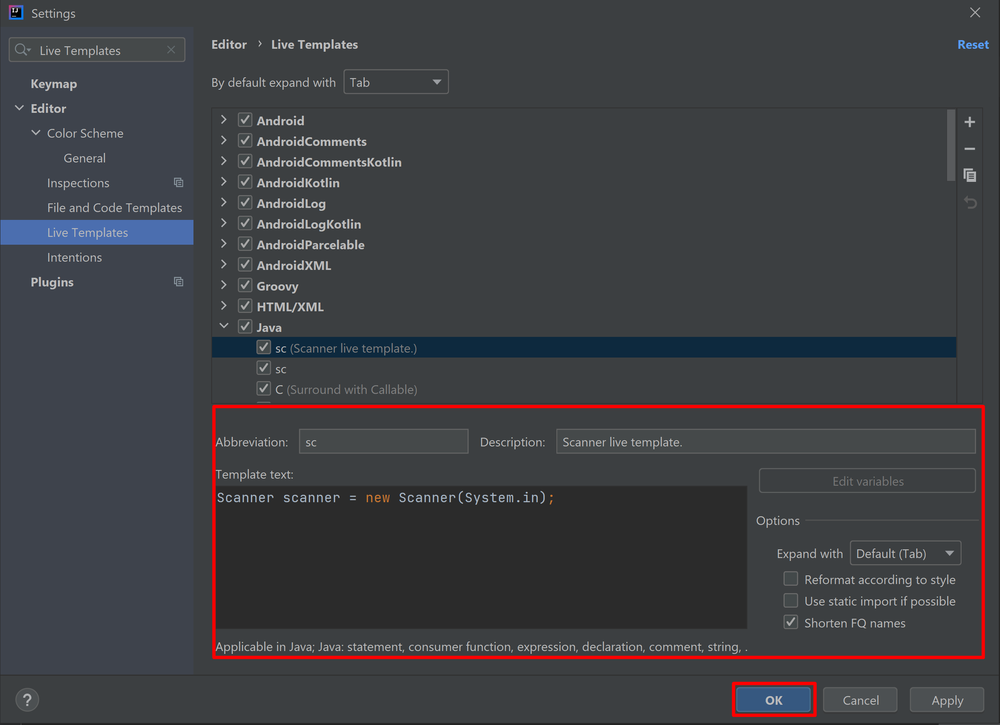 IJ
Settings
Live Templates
Keymap
Editor
Color Scheme
General
Inspections
File and Code Templates
Live Templates
Intentions
Plugins
Editor › Live Templates
Reset
By default expand with Tab
Android
AndroidComments
AndroidCommentsKotlin
AndroidKotlin
AndroidLog
AndroidLogKotlin
AndroidParcelable
AndroidXML
Groovy
HTML/XML
Java
sc (Scanner live template.)
sc
C (Surround with Callable)
Abbreviation: sc Description: Scanner live template.
Template text:
Edit variables
Scanner scanner = new Scanner(System.in);
Options
Expand with Default (Tab)
Reformat according to style
Use static import if possible
Shorten FQ names
Applicable in Java; Java: statement, consumer function, expression, declaration, comment, string, .
? OK Cancel Apply